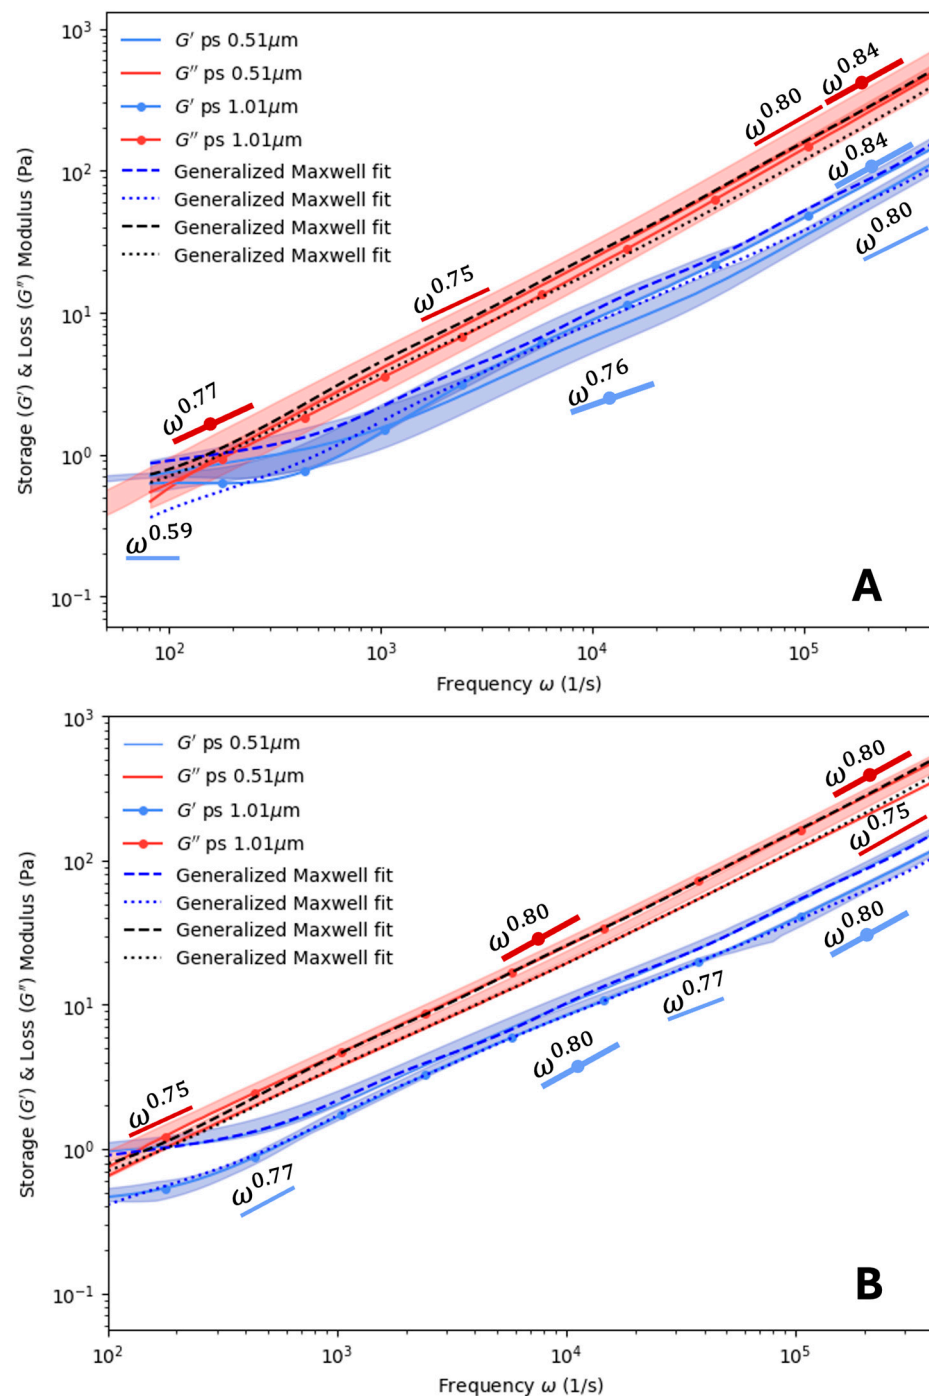 10³
10²
10¹
10⁰
10⁻¹
Storage (G′) & Loss (G″) Modulus (Pa)
G′ ps 0.51μm
G″ ps 0.51μm
G′ ps 1.01μm
G″ ps 1.01μm
Generalized Maxwell fit
Generalized Maxwell fit
Generalized Maxwell fit
Generalized Maxwell fit
ω^0.84
ω^0.80
ω^0.84
ω^0.80
ω^0.75
ω^0.76
ω^0.77
ω^0.59
A
10²
10³
10⁴
10⁵
Frequency ω (1/s)
10³
10²
10¹
10⁰
10⁻¹
Storage (G′) & Loss (G″) Modulus (Pa)
G′ ps 0.51μm
G″ ps 0.51μm
G′ ps 1.01μm
G″ ps 1.01μm
Generalized Maxwell fit
Generalized Maxwell fit
Generalized Maxwell fit
Generalized Maxwell fit
ω^0.80
ω^0.75
ω^0.80
ω^0.80
ω^0.77
ω^0.80
ω^0.75
ω^0.77
B
10²
10³
10⁴
10⁵
Frequency ω (1/s)